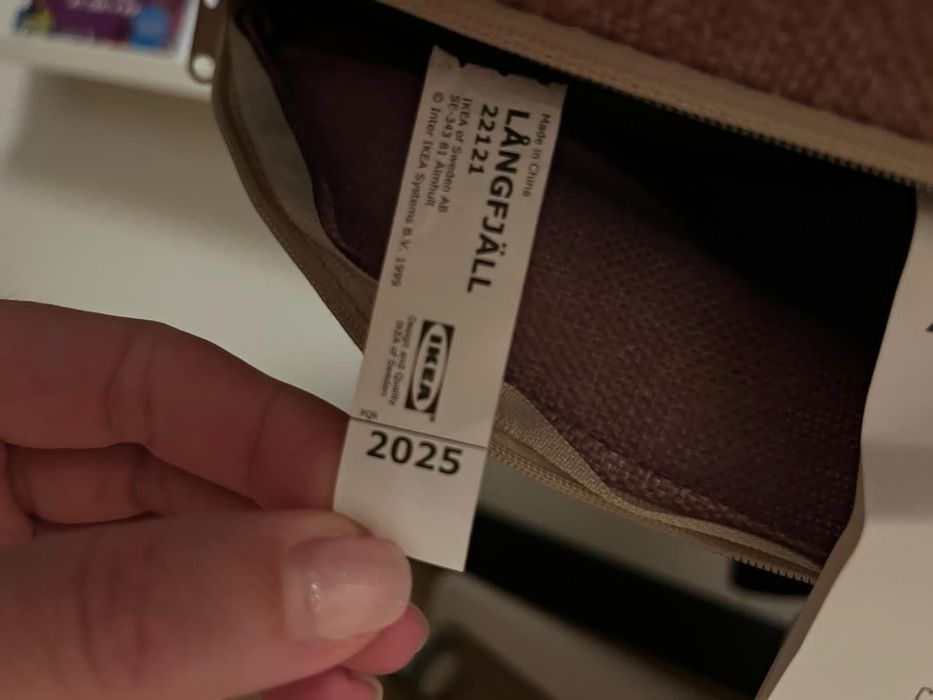 Made in China
LÅNGFJÄLL
22121
IKEA of Sweden AB
SE-343 81 Älmhult
© Inter IKEA Systems B.V. 1999
IKEA
Design and Quality
IKEA of Sweden
2025